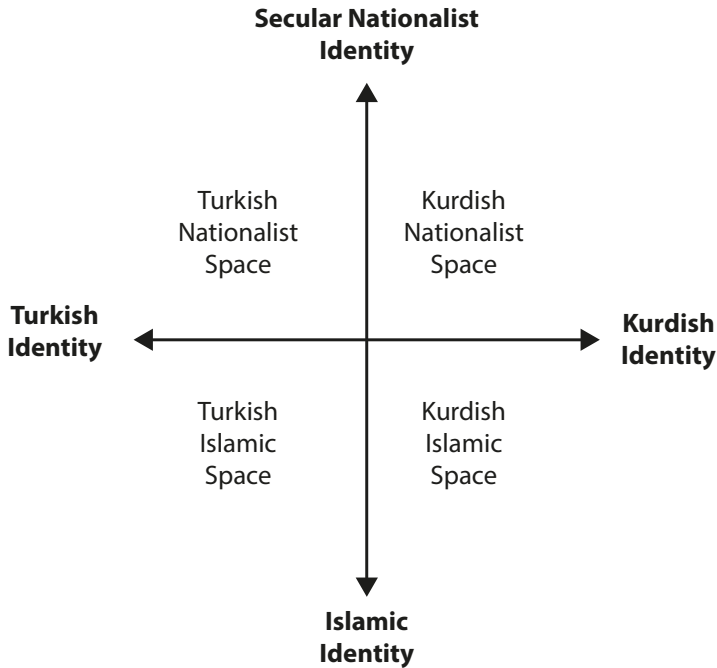 Secular Nationalist
Identity
Turkish
Nationalist
Space
Kurdish
Nationalist
Space
Turkish
Identity
Kurdish
Identity
Turkish
Islamic
Space
Kurdish
Islamic
Space
Islamic
Identity